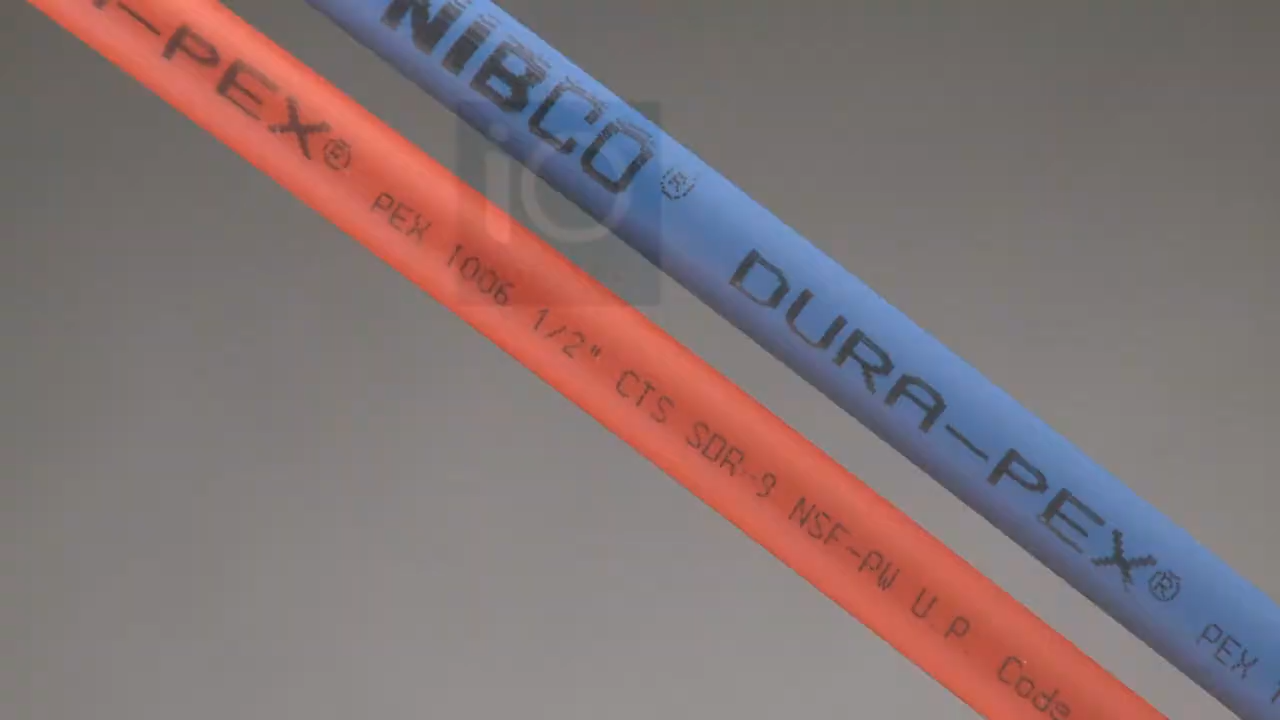 -PEX® PEX 1006 1/2" CTS SDR-9 NSF-PW U.P. Code
NIBCO® DURA-PEX® PEX